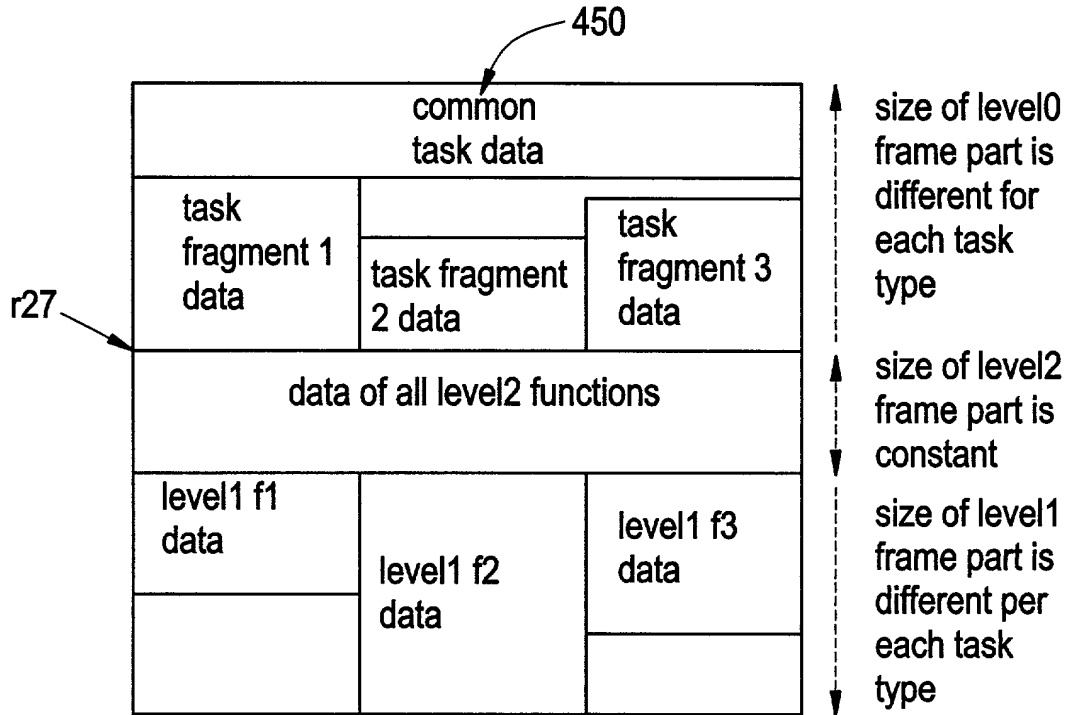 450
common
task data
task
fragment 1
data
task fragment
2 data
task
fragment 3
data
size of level0
frame part is
different for
each task
type
r27
data of all level2 functions
size of level2
frame part is
constant
level1 f1
data
level1 f2
data
level1 f3
data
size of level1
frame part is
different per
each task
type